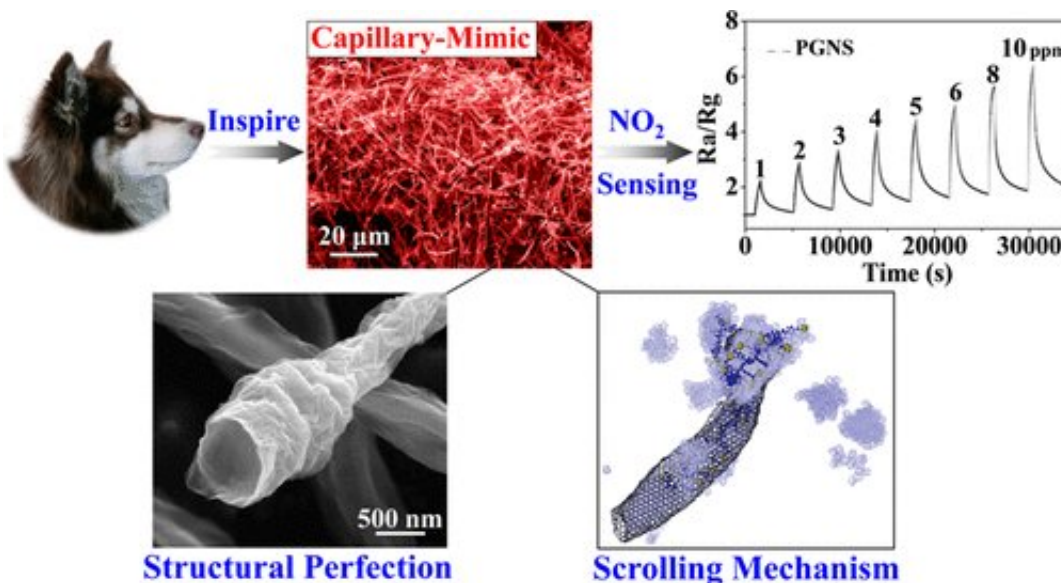 Capillary-Mimic
Inspire
20 μm
NO₂
Sensing
Ra/Rg
8
6
4
2
PGNS
1
2
3
4
5
6
8
10 ppm
0
10000
20000
30000
Time (s)
500 nm
Structural Perfection
Scrolling Mechanism